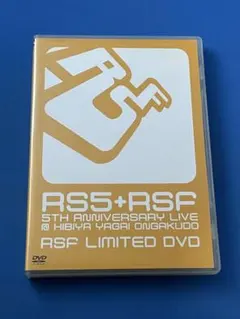 RS5+RSF
5TH ANNIVERSARY LIVE
@ HIBIYA YAGAI ONGAKUDO
RSF LIMITED DVD
DVD